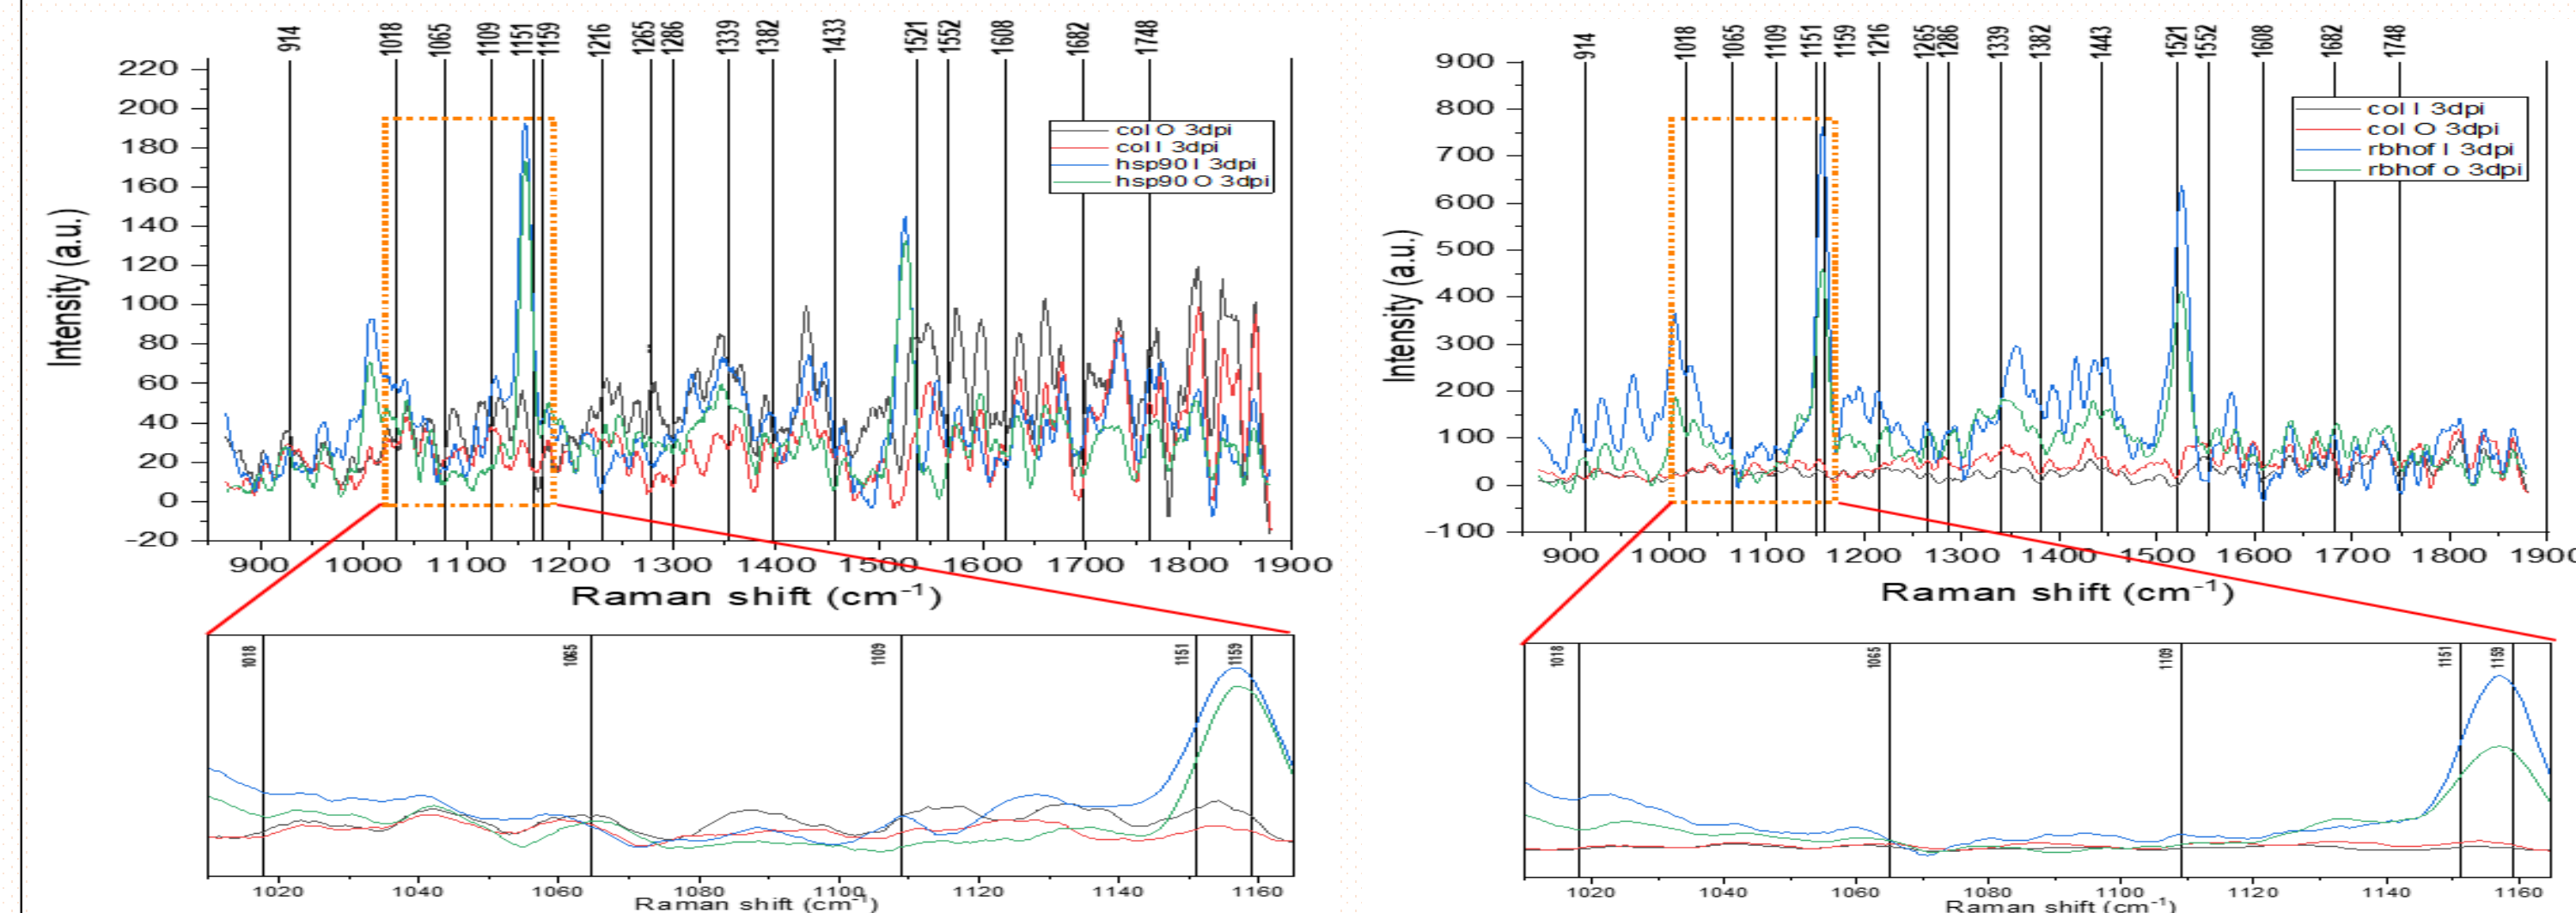 914 1018 1065 1109 1151 1159 1216 1265 1286 1339 1382 1433 1521 1552 1608 1682 1748
220
200
180
160
140
120
100
80
60
40
20
0
-20
Intensity (a.u.)
col O 3dpi
col I 3dpi
hsp90 I 3dpi
hsp90 O 3dpi
900 1000 1100 1200 1300 1400 1500 1600 1700 1800 1900
Raman shift (cm-1)
1018 1065 1109 1151 1159
1020 1040 1060 1080 1100 1120 1140 1160
Raman shift (cm-1)
914 1018 1065 1109 1151 1159 1216 1265 1286 1339 1382 1443 1521 1552 1608 1682 1748
900
800
700
600
500
400
300
200
100
0
-100
Intensity (a.u.)
col I 3dpi
col O 3dpi
rbhof I 3dpi
rbhof o 3dpi
900 1000 1100 1200 1300 1400 1500 1600 1700 1800 1900
Raman shift (cm-1)
1018 1065 1109 1151 1159
1020 1040 1060 1080 1100 1120 1140 1160
Raman shift (cm-1)